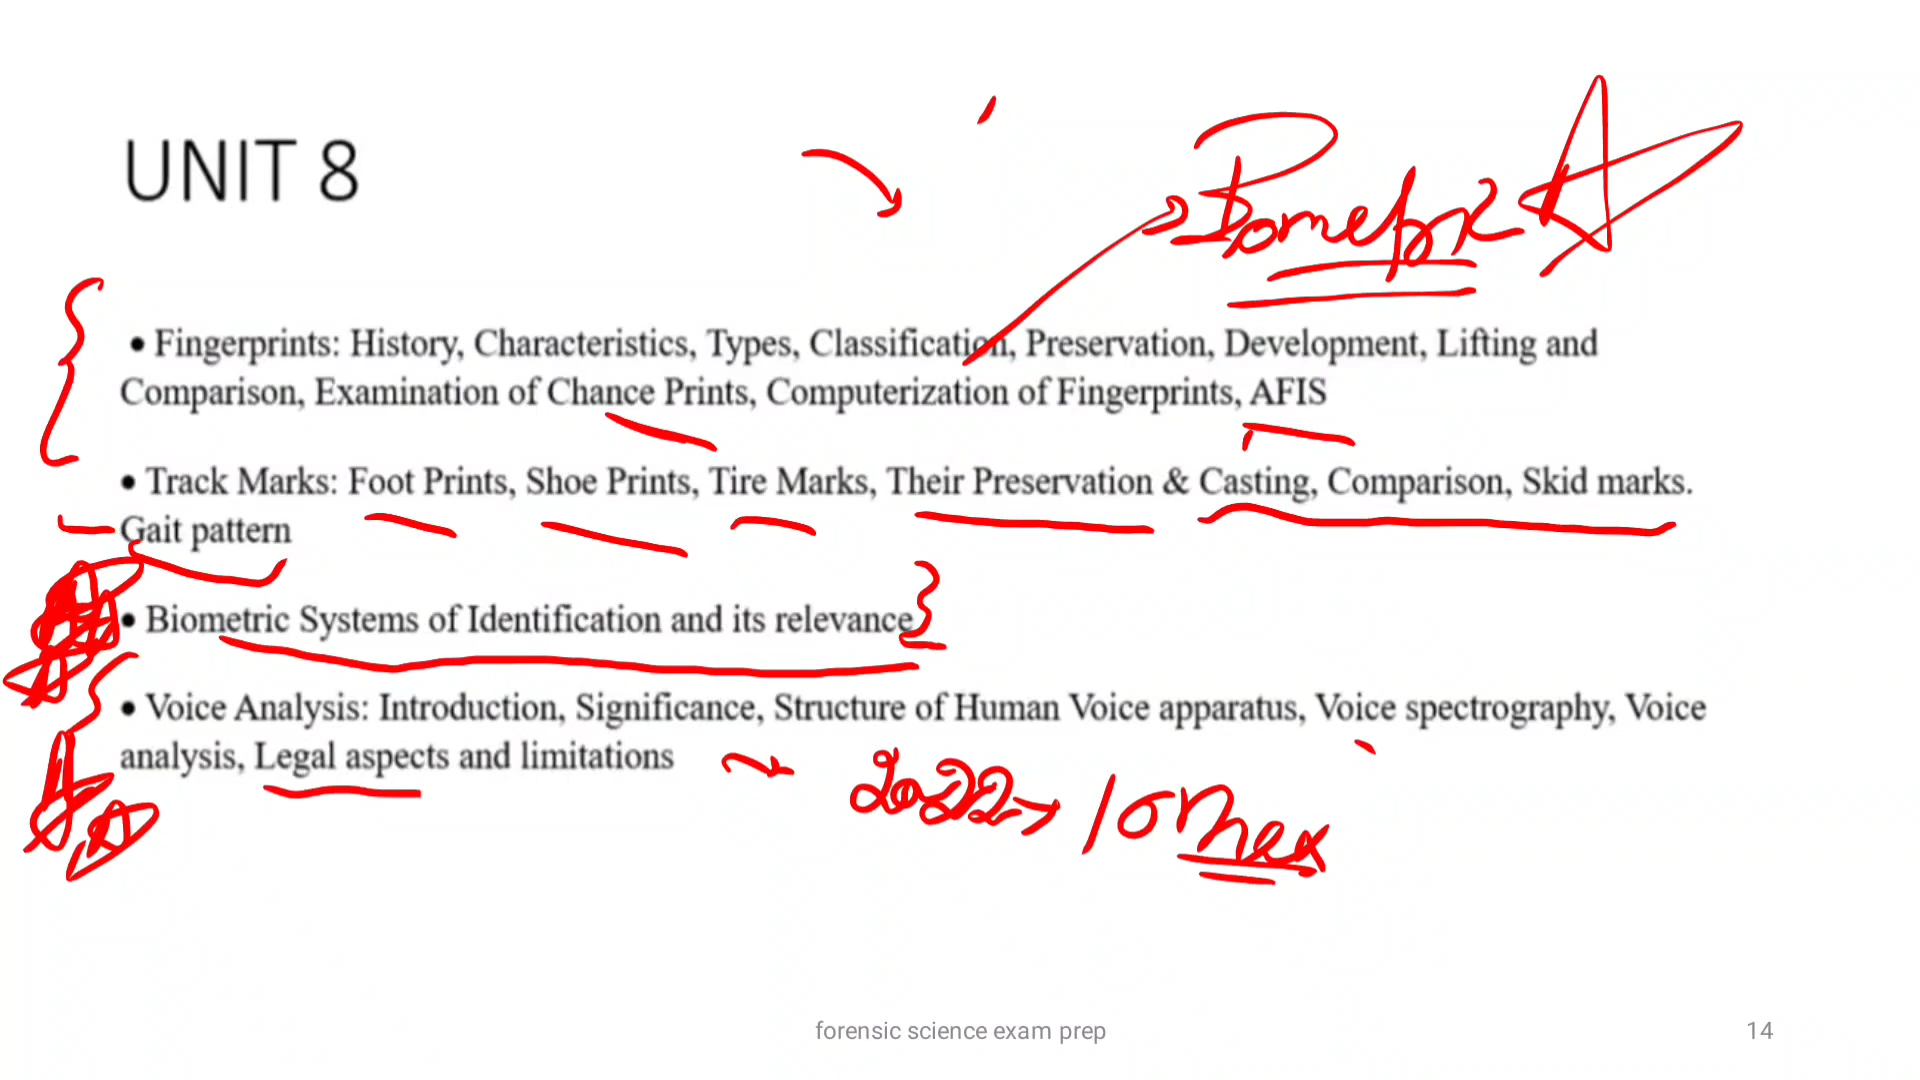 UNIT 8
• Fingerprints: History, Characteristics, Types, Classification, Preservation, Development, Lifting and
Comparison, Examination of Chance Prints, Computerization of Fingerprints, AFIS
• Track Marks: Foot Prints, Shoe Prints, Tire Marks, Their Preservation & Casting, Comparison, Skid marks.
Gait pattern
• Biometric Systems of Identification and its relevance
• Voice Analysis: Introduction, Significance, Structure of Human Voice apparatus, Voice spectrography, Voice
analysis, Legal aspects and limitations
2022 →
forensic science exam prep
14